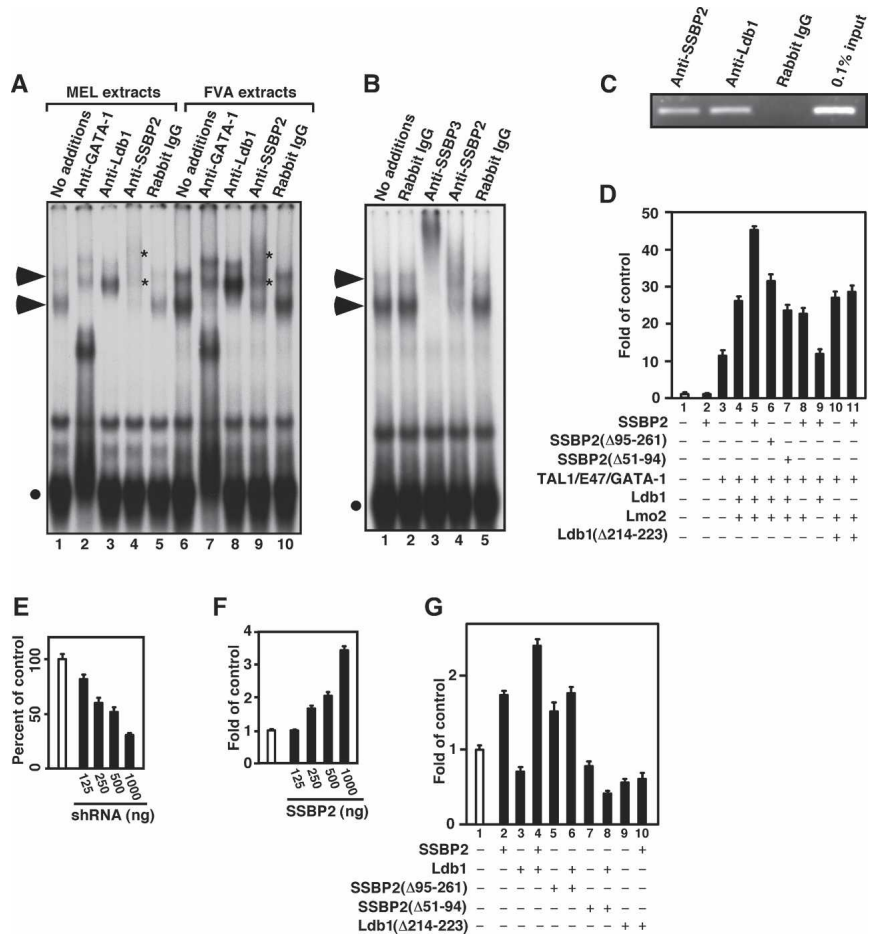 A
MEL extracts FVA extracts
No additions
Anti-GATA-1
Anti-Ldb1
Anti-SSBP2
Rabbit IgG
No additions
Anti-GATA-1
Anti-Ldb1
Anti-SSBP2
Rabbit IgG
*
*
*
*
1 2 3 4 5 6 7 8 9 10
B
No additions
Rabbit IgG
Anti-SSBP3
Anti-SSBP2
Rabbit IgG
1 2 3 4 5
C
Anti-SSBP2
Anti-Ldb1
Rabbit IgG
0.1% input
D
Fold of control
50
40
30
20
10
0
1 2 3 4 5 6 7 8 9 10 11
SSBP2 – + – – + – – + + – +
SSBP2(Δ95-261) – – – – – + – – – – –
SSBP2(Δ51-94) – – – – – – + – – – –
TAL1/E47/GATA-1 – – + + + + + + + + +
Ldb1 – – – + + + + – + – –
Lmo2 – – – + + + + + – + +
Ldb1(Δ214-223) – – – – – – – – – + +
E
Percent of control
100
50
0
125 250 500 1000
shRNA (ng)
F
Fold of control
4
3
2
1
0
125 250 500 1000
SSBP2 (ng)
G
Fold of control
2
1
0
1 2 3 4 5 6 7 8 9 10
SSBP2 – + – + – – – – – +
Ldb1 – – + + – + – + – –
SSBP2(Δ95-261) – – – – + + – – – –
SSBP2(Δ51-94) – – – – – – + + – –
Ldb1(Δ214-223) – – – – – – – – + +